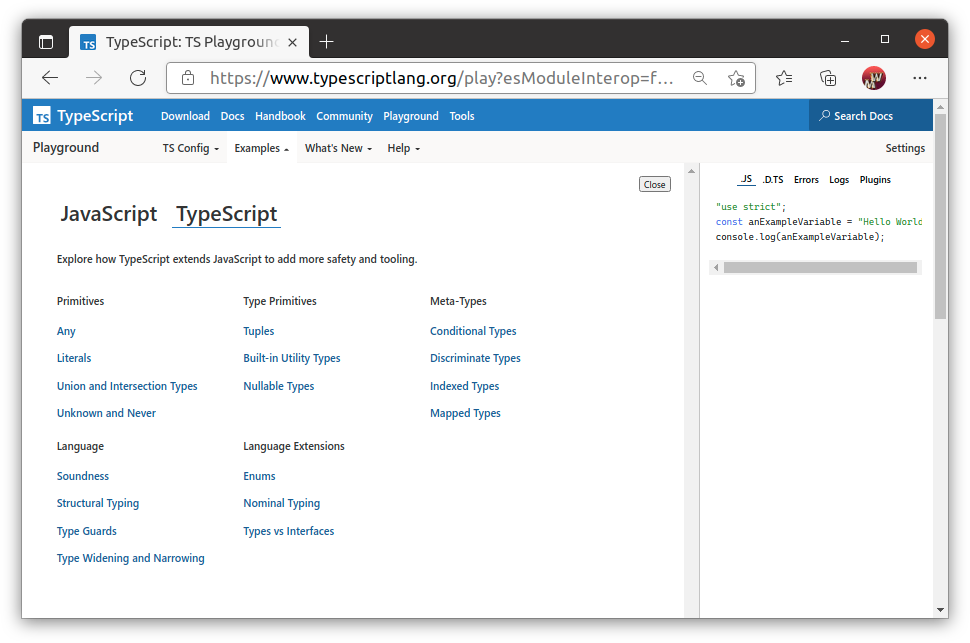 TS TypeScript: TS Playground
https://www.typescriptlang.org/play?esModuleInterop=f...
TS TypeScript Download Docs Handbook Community Playground Tools Search Docs
Playground TS Config Examples What's New Help Settings
Close
JavaScript TypeScript
Explore how TypeScript extends JavaScript to add more safety and tooling.
Primitives
Any
Literals
Union and Intersection Types
Unknown and Never
Type Primitives
Tuples
Built-in Utility Types
Nullable Types
Meta-Types
Conditional Types
Discriminate Types
Indexed Types
Mapped Types
Language
Soundness
Structural Typing
Type Guards
Type Widening and Narrowing
Language Extensions
Enums
Nominal Typing
Types vs Interfaces
.JS .D.TS Errors Logs Plugins
"use strict";
const anExampleVariable = "Hello World
console.log(anExampleVariable);